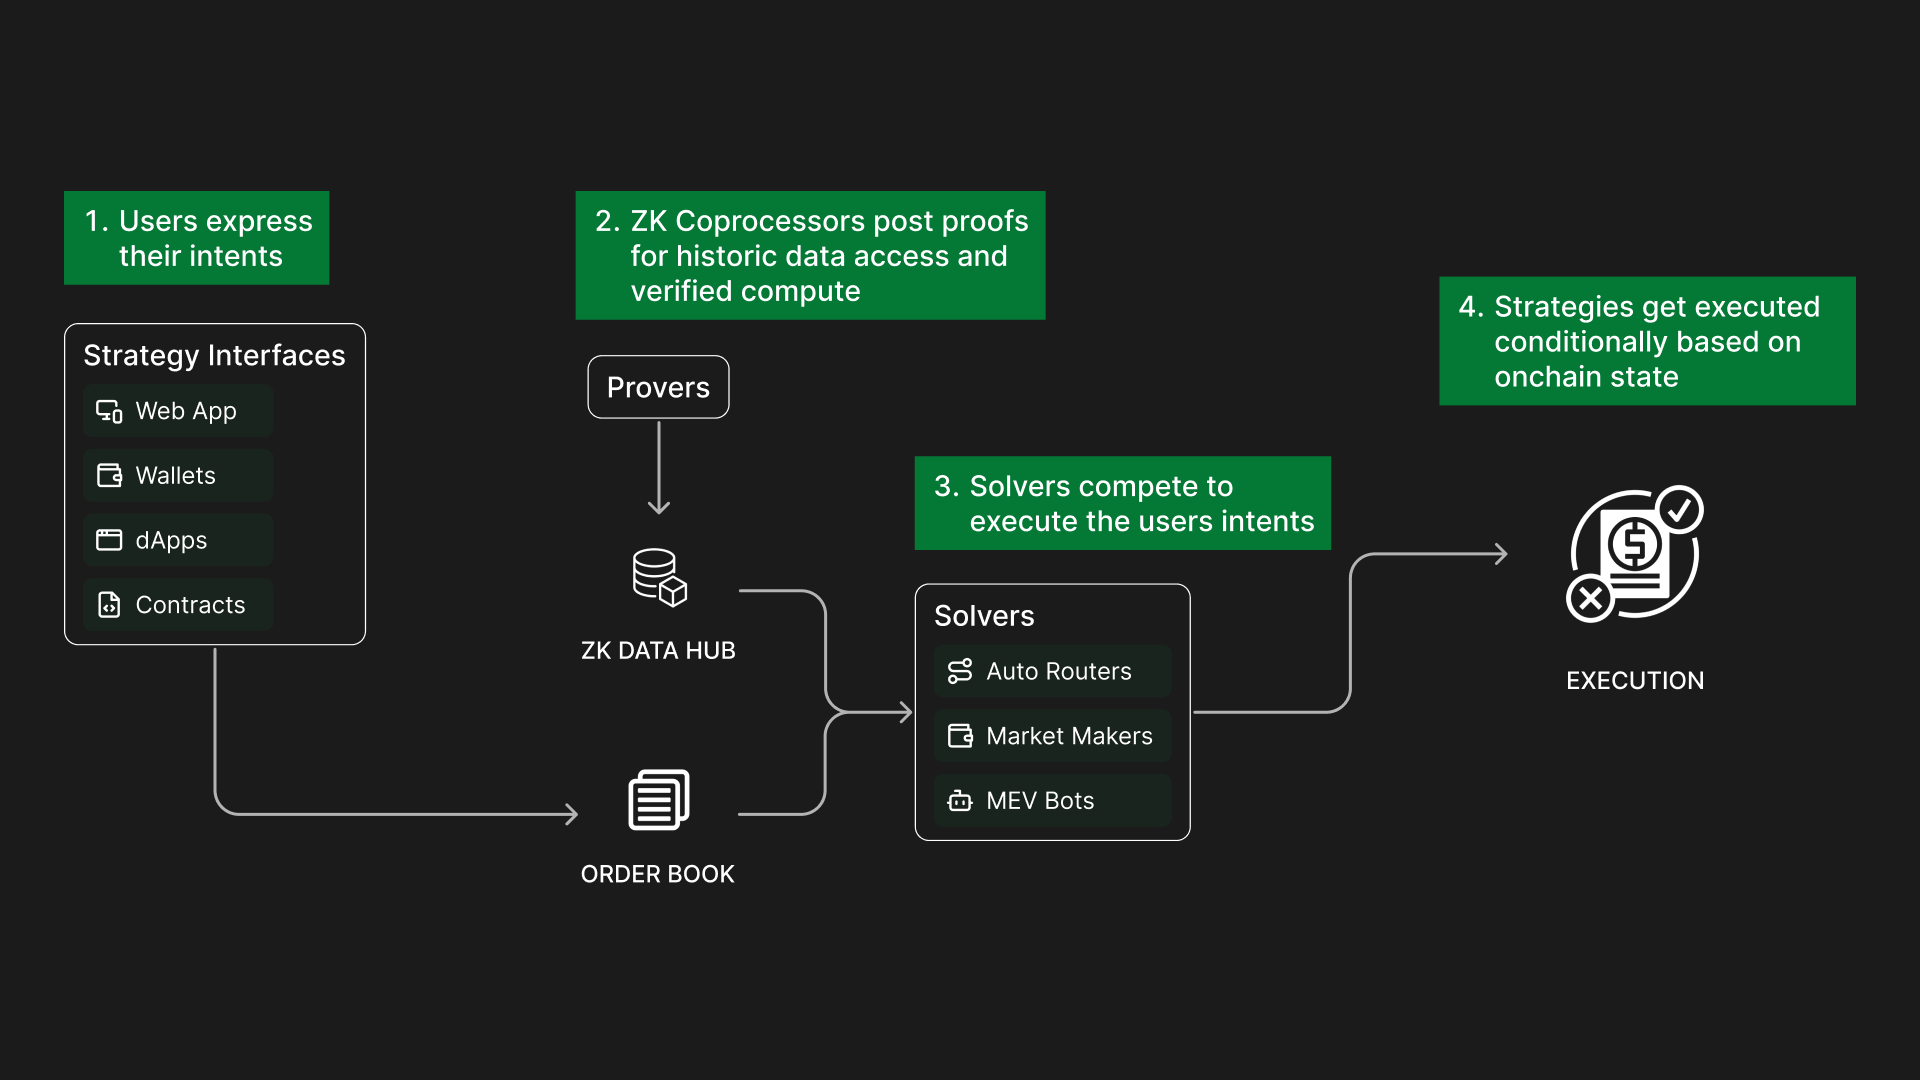 1. Users express
their intents
Strategy Interfaces
Web App
Wallets
dApps
Contracts
2. ZK Coprocessors post proofs
for historic data access and
verified compute
Provers
ZK DATA HUB
ORDER BOOK
3. Solvers compete to
execute the users intents
Solvers
Auto Routers
Market Makers
MEV Bots
4. Strategies get executed
conditionally based on
onchain state
EXECUTION